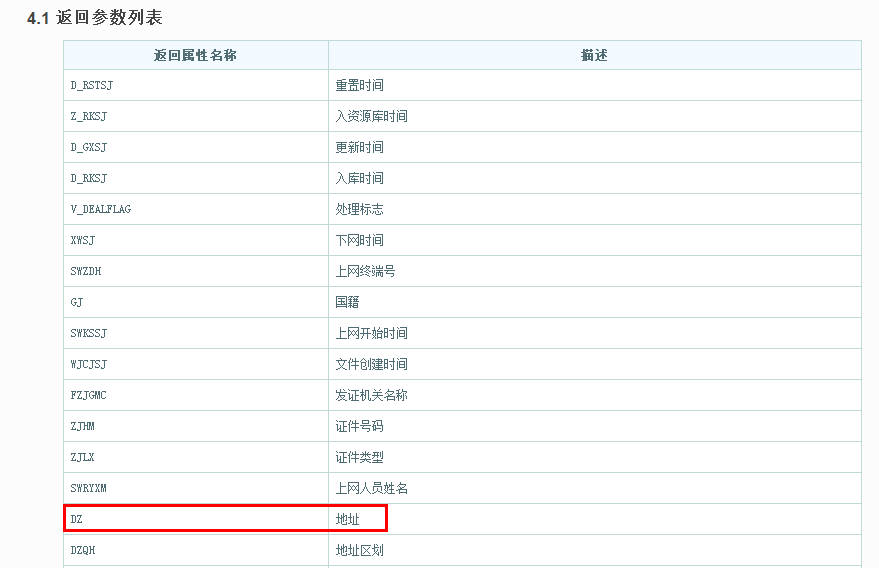 4.1 返回参数列表
返回属性名称 描述
D_RSTSJ 重置时间
Z_RKSJ 入资源库时间
D_GXSJ 更新时间
D_RKSJ 入库时间
V_DEALFLAG 处理标志
XWSJ 下网时间
SWZDH 上网终端号
GJ 国籍
SWKSSJ 上网开始时间
WJCJSJ 文件创建时间
FZJGMC 发证机关名称
ZJHM 证件号码
ZJLX 证件类型
SWRYXM 上网人员姓名
DZ 地址
DZQH 地址区划